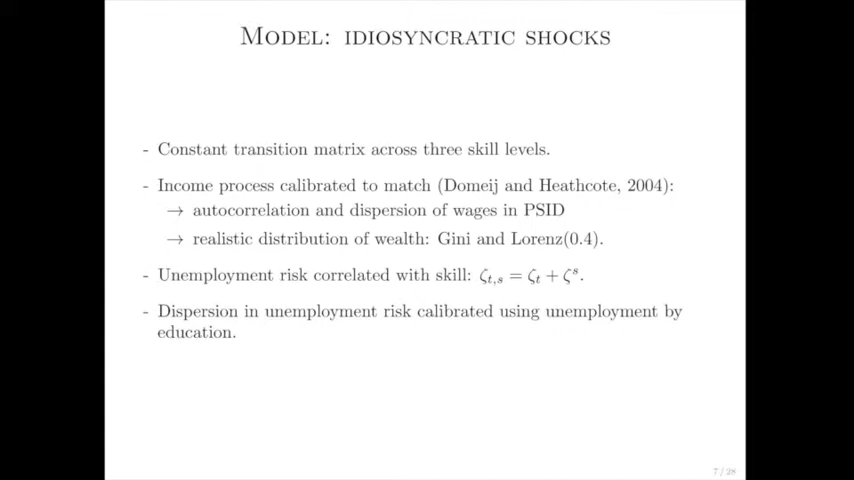 Model: idiosyncratic shocks
- Constant transition matrix across three skill levels.
- Income process calibrated to match (Domeij and Heathcote, 2004):
→ autocorrelation and dispersion of wages in PSID
→ realistic distribution of wealth: Gini and Lorenz(0.4).
- Unemployment risk correlated with skill: ζₜ,ₛ = ζₜ + ζˢ.
- Dispersion in unemployment risk calibrated using unemployment by
education.
7 / 28